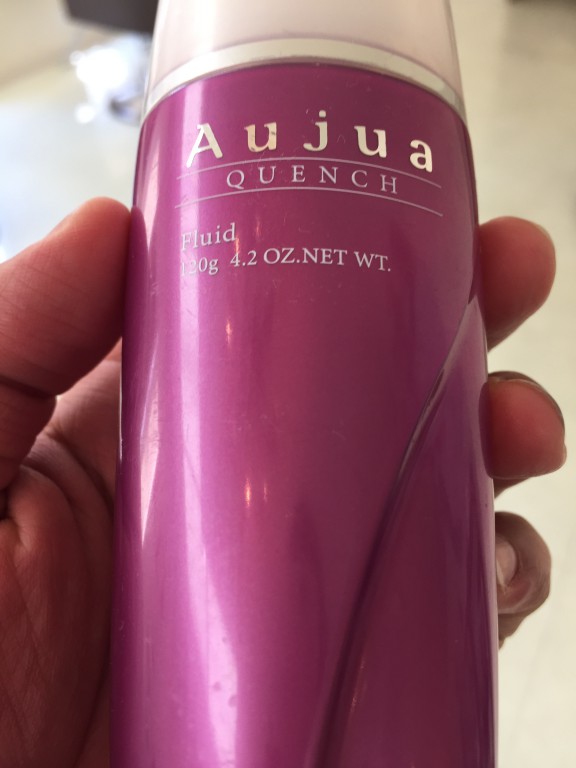 Aujua
QUENCH
Fluid
120g 4.2 OZ.NET WT.